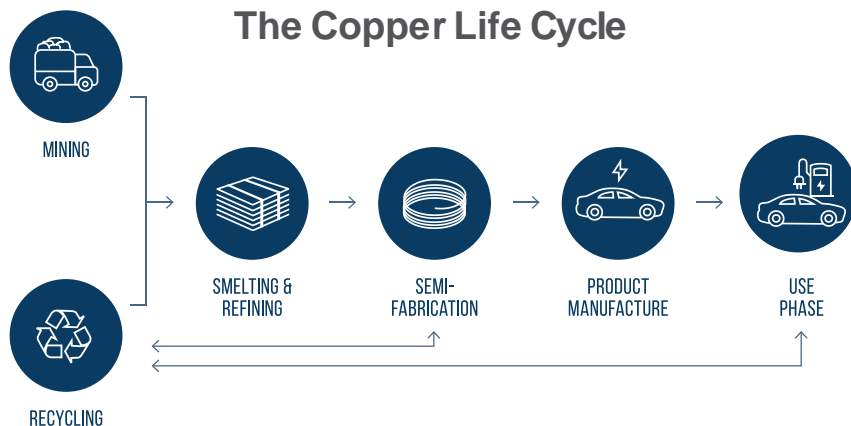 The Copper Life Cycle
MINING
SMELTING &
REFINING
SEMI-
FABRICATION
PRODUCT
MANUFACTURE
USE
PHASE
RECYCLING